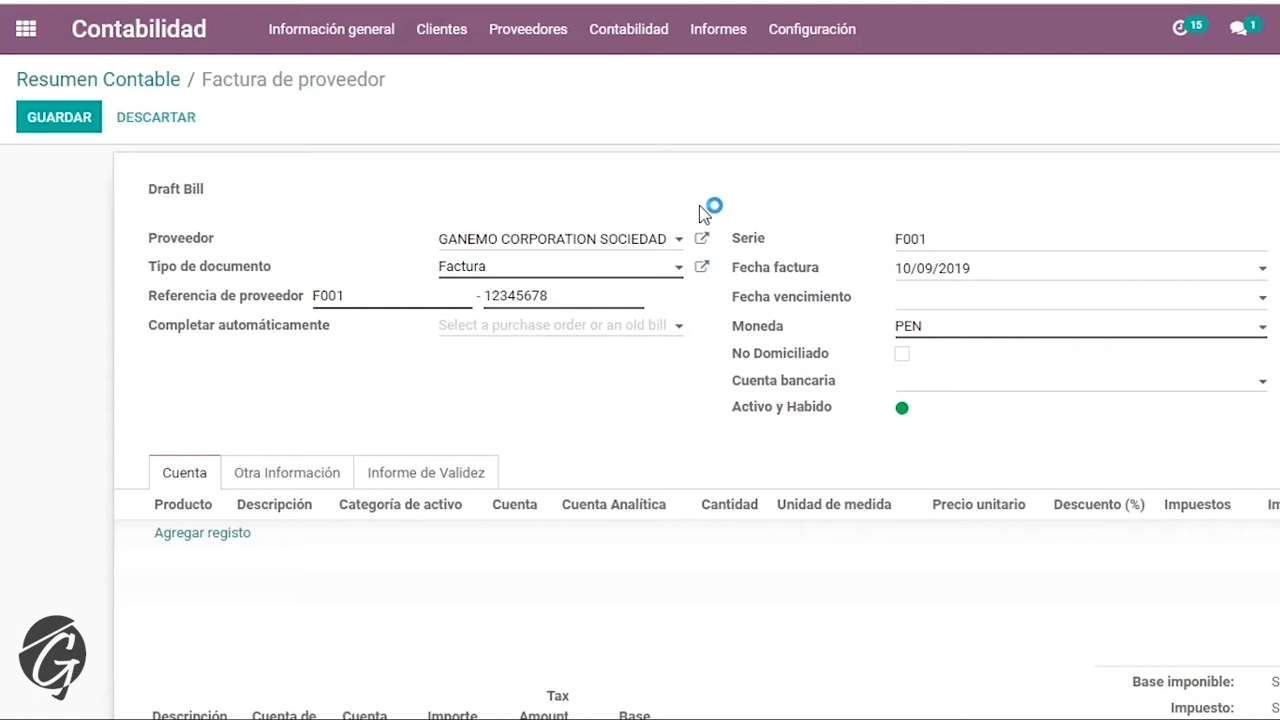 Contabilidad Información general Clientes Proveedores Contabilidad Informes Configuración 15 1
Resumen Contable / Factura de proveedor
GUARDAR DESCARTAR
Draft Bill
Proveedor GANEMO CORPORATION SOCIEDAD Serie F001
Tipo de documento Factura Fecha factura 10/09/2019
Referencia de proveedor F001 - 12345678 Fecha vencimiento
Completar automáticamente Select a purchase order or an old bill Moneda PEN
No Domiciliado
Cuenta bancaria
Activo y Habido
Cuenta Otra Información Informe de Validez
Producto Descripción Categoría de activo Cuenta Cuenta Analítica Cantidad Unidad de medida Precio unitario Descuento (%) Impuestos Im
Agregar registo
G
Base imponible: S
Impuesto: S
Descripción Cuenta de Cuenta Importe Tax Amount Base